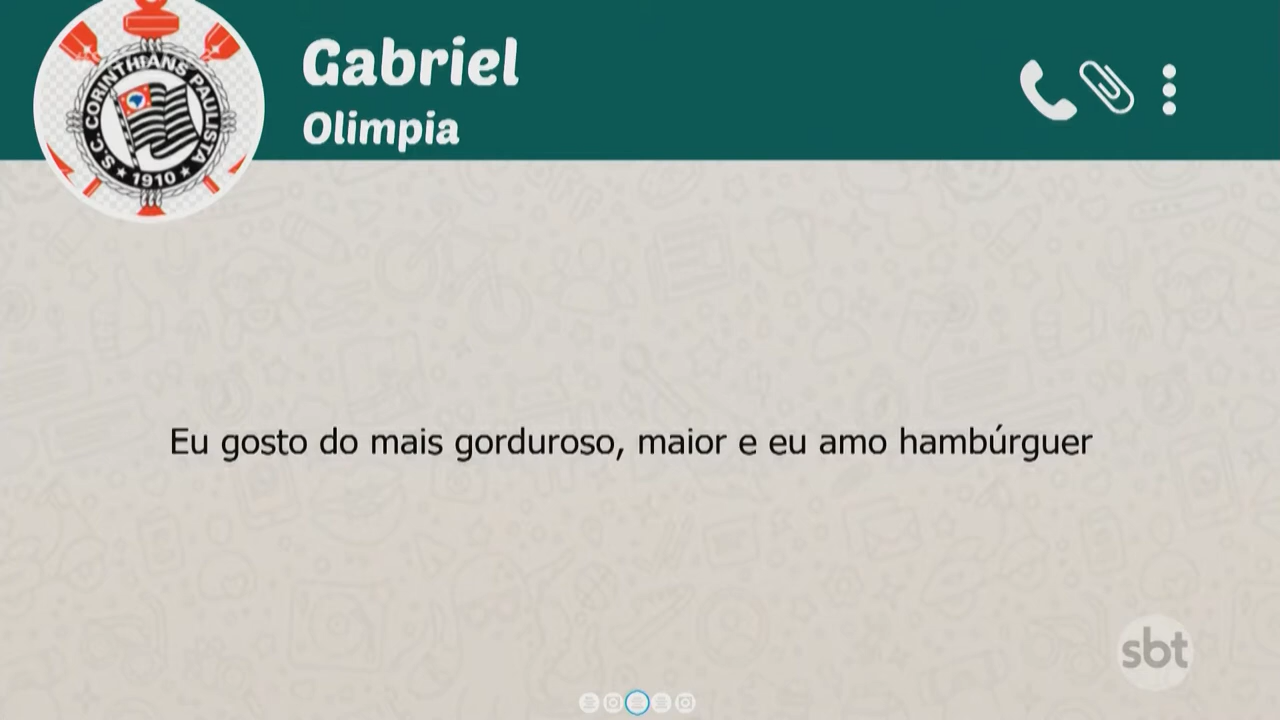 Gabriel
Olimpia
S.C. CORINTHIANS PAULISTA
1910
Eu gosto do mais gorduroso, maior e eu amo hambúrguer
sbt